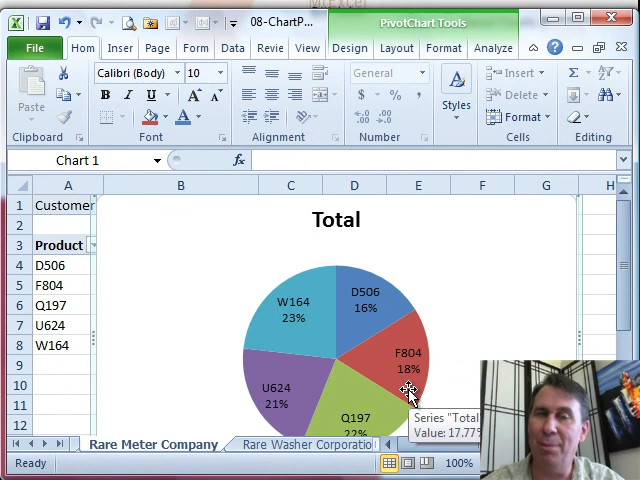 MrExcel
08-ChartP... PivotChart Tools
File Hom Insert Page Form Data Revie View Design Layout Format Analyze
Calibri (Body) 10 General Insert
Paste B I U A A $ % , Styles Delete
Format
Clipboard Font Alignment Number Cells Editing
Chart 1 fx
A B C D E F G H
1 Customer
2 Total
3 Product
4 D506
5 F804
6 Q197
7 U624
8 W164
9
10
11
12
D506
16%
W164
23%
F804
18%
U624
21%
Q197
22%
Series "Total
Value: 17.77%
Rare Meter Company Rare Washer Corporatio
Ready 100%